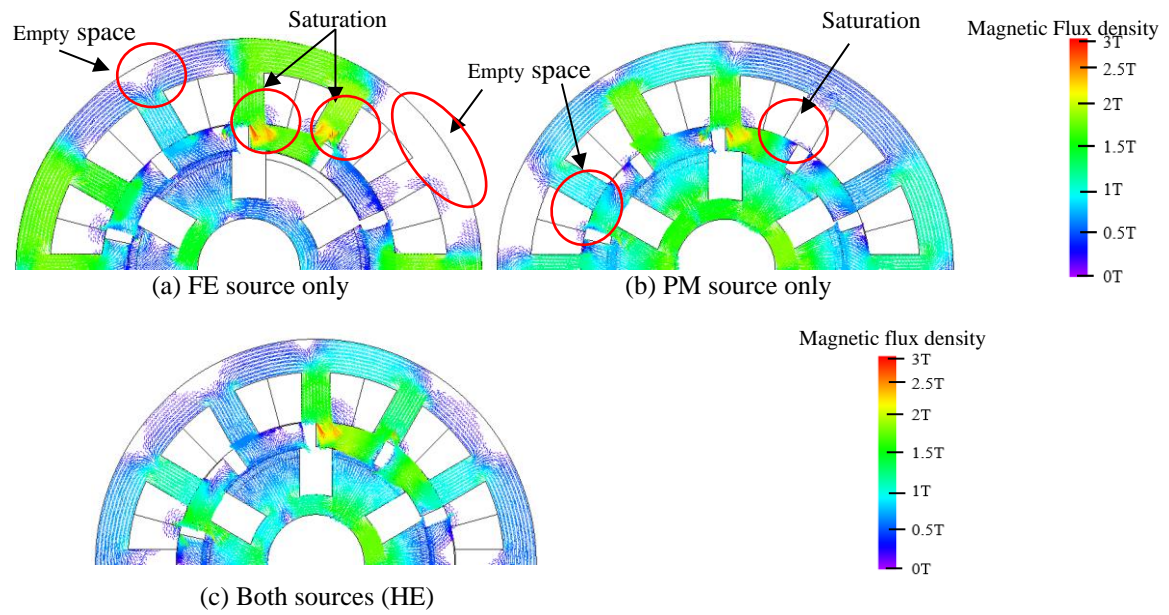 Empty space
Saturation
Empty space
(a) FE source only
Empty space
Saturation
(b) PM source only
Magnetic Flux density
3T
2.5T
2T
1.5T
1T
0.5T
0T
(c) Both sources (HE)
Magnetic flux density
3T
2.5T
2T
1.5T
1T
0.5T
0T